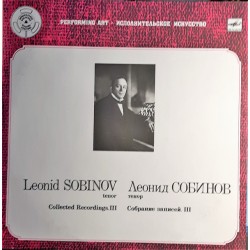 PERFORMING ART - ИСПОЛНИТЕЛЬСКОЕ ИСКУССТВО
Leonid SOBINOV
tenor
Collected Recordings. III
Леонид СОБИНОВ
тенор
Собрание записей. III